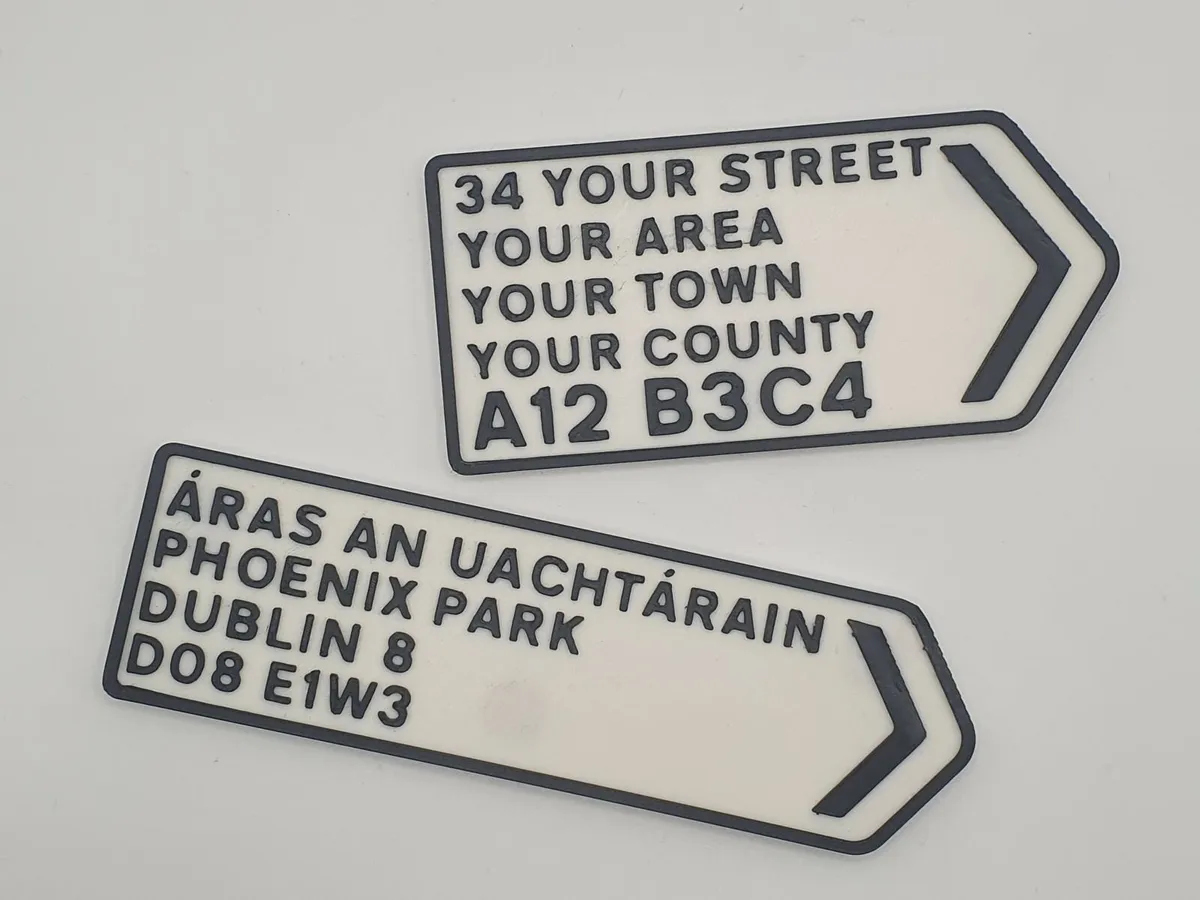 34 YOUR STREET
YOUR AREA
YOUR TOWN
YOUR COUNTY
A12 B3C4
ÁRAS AN UACHTÁRAIN
PHOENIX PARK
DUBLIN 8
D08 E1W3